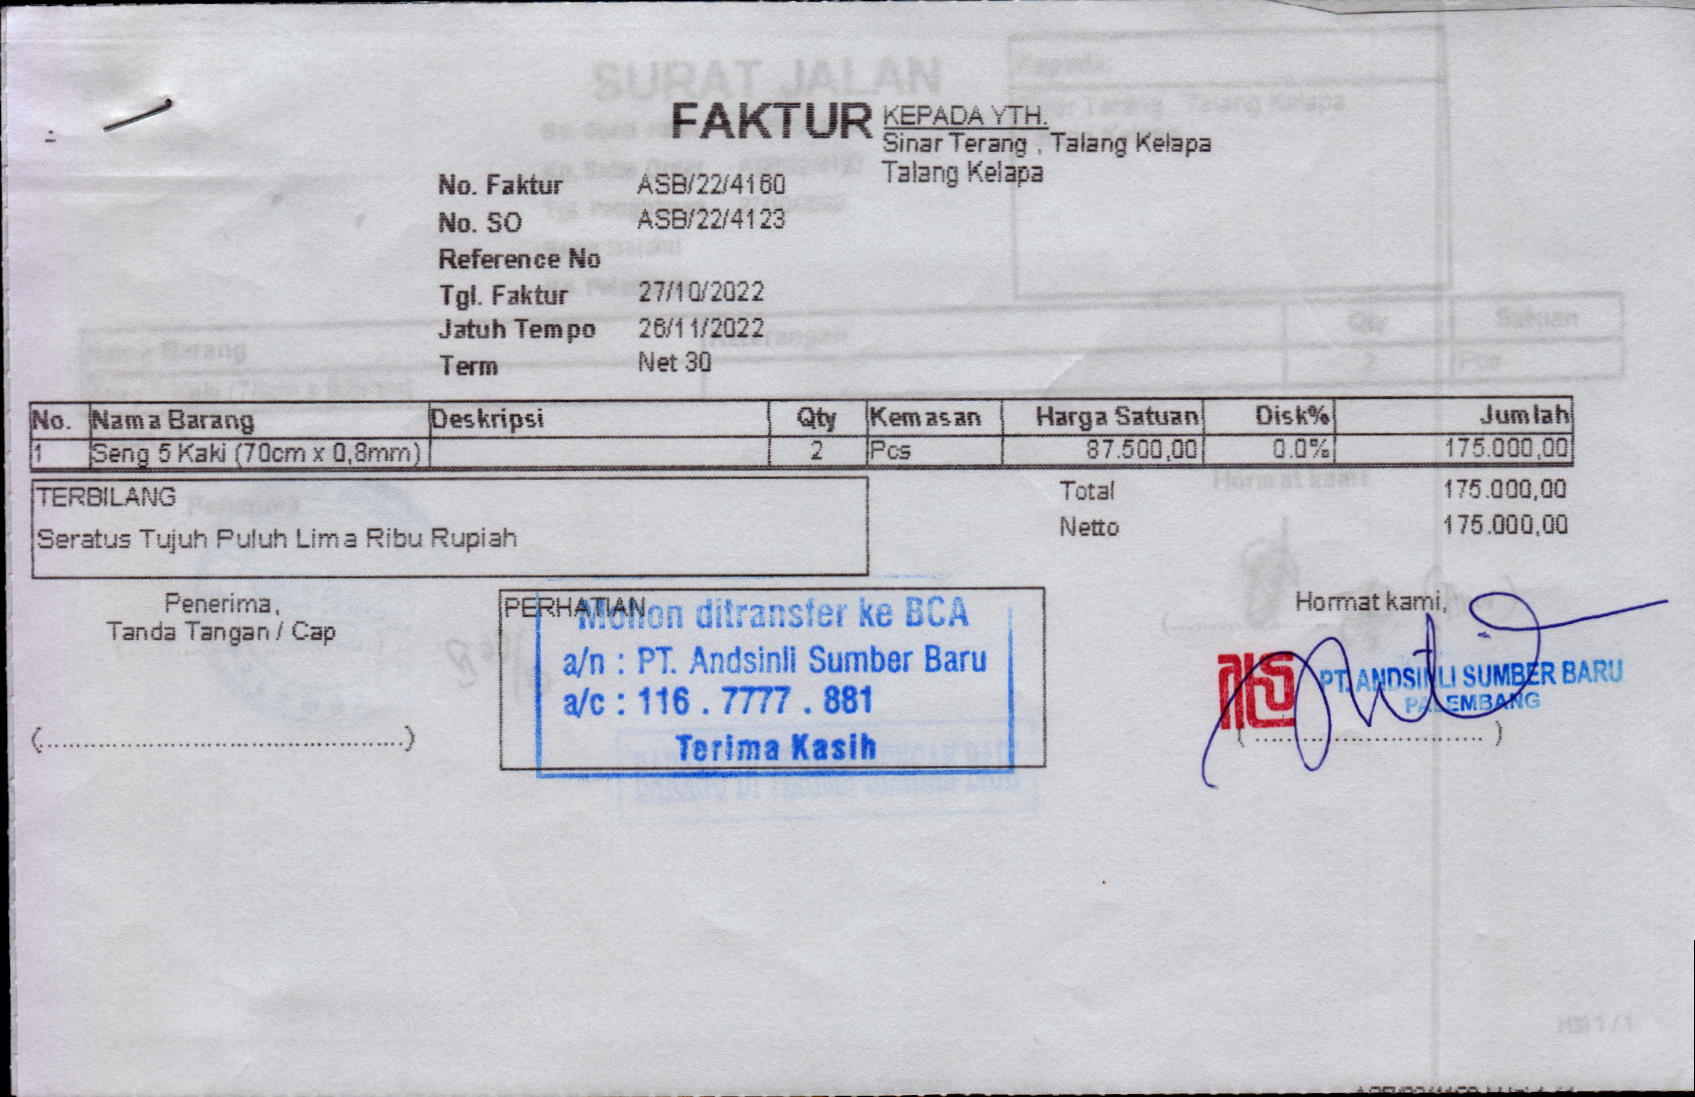 SURAT JALAN
FAKTUR
KEPADA YTH.
Sinar Terang , Talang Kelapa
Talang Kelapa
No. Faktur ASB/22/4160
No. SO ASB/22/4123
Reference No
Tgl. Faktur 27/10/2022
Jatuh Tempo 26/11/2022
Term Net 30
No. Nama Barang Deskripsi Qty Kemasan Harga Satuan Disk% Jumlah
1 Seng 5 Kaki (70cm x 0,8mm) 2 Pcs 87.500,00 0.0% 175.000,00
TERBILANG
Seratus Tujuh Puluh Lima Ribu Rupiah
Total 175.000,00
Netto 175.000,00
Penerima,
Tanda Tangan / Cap
(................................................)
PERHATIAN
Mohon ditransfer ke BCA
a/n : PT. Andsinli Sumber Baru
a/c : 116 . 7777 . 881
Terima Kasih
Hormat kami,
PT. ANDSINLI SUMBER BARU
PALEMBANG
( .............................. )